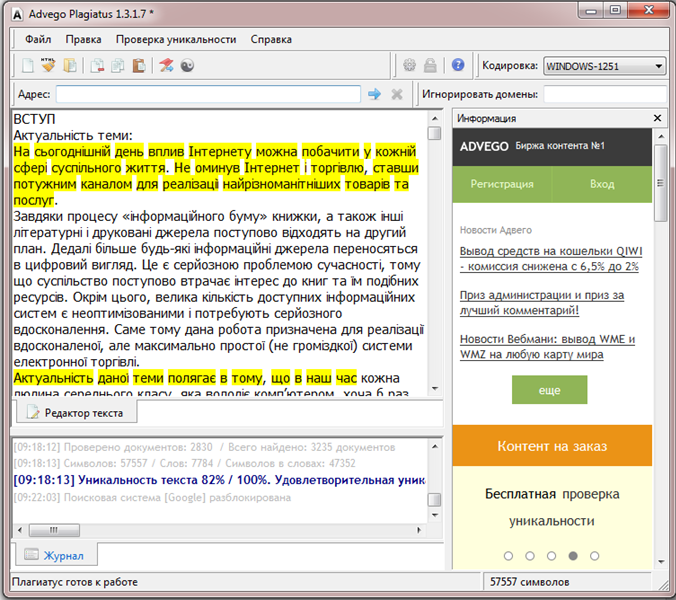 Advego Plagiatus 1.3.1.7 *
Файл Правка Проверка уникальности Справка
HTML
Кодировка: WINDOWS-1251
Адрес: Игнорировать домены:
ВСТУП
Актуальність теми:
На сьогоднішній день вплив Інтернету можна побачити у кожній
сфері суспільного життя. Не оминув Інтернет і торгівлю, ставши
потужним каналом для реалізації найрізноманітніших товарів та
послуг.
Завдяки процесу «інформаційного буму» книжки, а також інші
літературні і друковані джерела поступово відходять на другий
план. Дедалі більше будь-які інформаційні джерела переносяться
в цифровий вигляд. Це є серйозною проблемою сучасності, тому
що суспільство поступово втрачає інтерес до книг та їм подібних
ресурсів. Окрім цього, велика кількість доступних інформаційних
систем є неоптимізованими і потребують серйозного
вдосконалення. Саме тому дана робота призначена для реалізації
вдосконаленої, але максимально простої (не громіздкої) системи
електронної торгівлі.
Актуальність даної теми полягає в тому, що в наш час кожна
людина середнього класу, яка володіє комп'ютером, хоча б раз
Редактор текста
[09:18:12] Проверено документов: 2830 / Всего найдено: 3235 документов
[09:18:13] Символов: 57557 / Слов: 7784 / Символов в словах: 47352
[09:18:13] Уникальность текста 82% / 100%. Удовлетворительная уник
[09:22:03] Поисковая система [Google] разблокирована
Журнал
Информация
ADVEGO Биржа контента №1
Регистрация Вход
Новости Адвего
Вывод средств на кошельки QIWI
- комиссия снижена с 6,5% до 2%
Приз администрации и приз за
лучший комментарий!
Новости Вебмани: вывод WME и
WMZ на любую карту мира
еще
Контент на заказ
Бесплатная проверка
уникальности
Плагиатус готов к работе
57557 символов